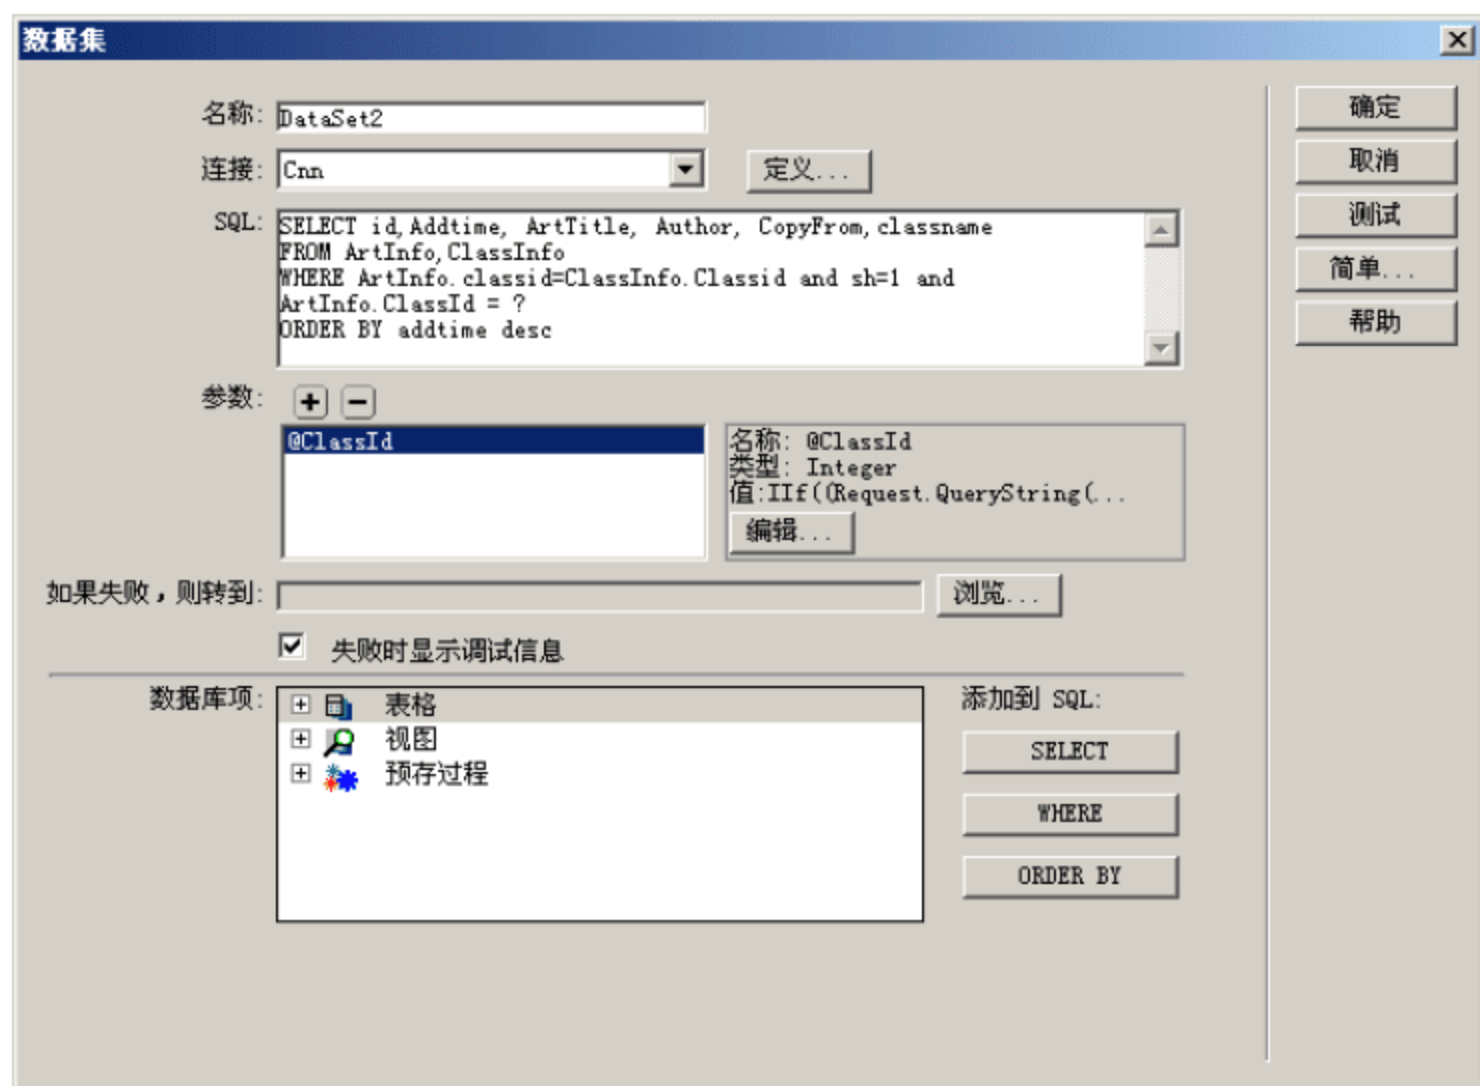 数据集
名称: DataSet2
连接: Cnn 定义...
SQL: SELECT id,Addtime, ArtTitle, Author, CopyFrom,classname
FROM ArtInfo,ClassInfo
WHERE ArtInfo.classid=ClassInfo.Classid and sh=1 and
ArtInfo.ClassId = ?
ORDER BY addtime desc
参数: + −
@ClassId
名称: @ClassId
类型: Integer
值:IIf((Request.QueryString(...
编辑...
如果失败，则转到: 浏览...
失败时显示调试信息
数据库项:
表格
视图
预存过程
添加到 SQL:
SELECT
WHERE
ORDER BY
确定
取消
测试
简单...
帮助